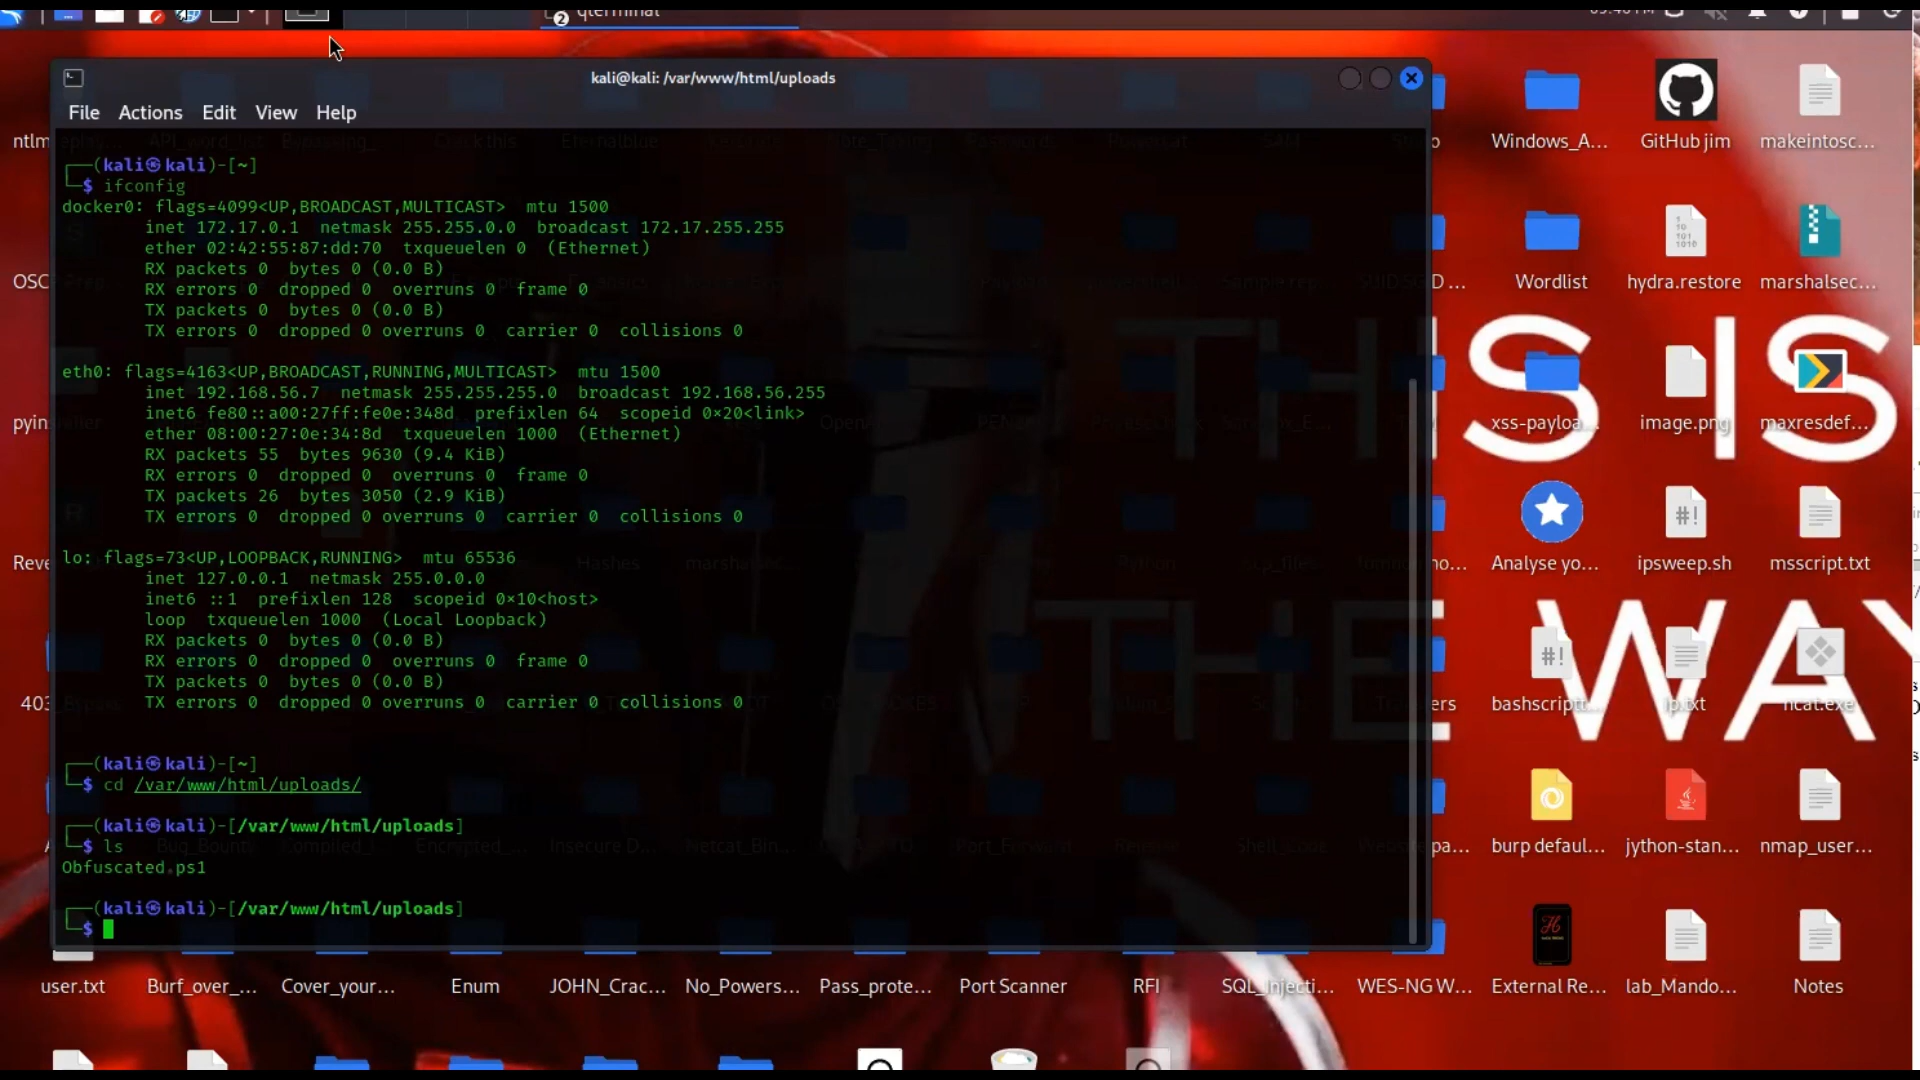 qterminal
2
kali@kali: /var/www/html/uploads
File Actions Edit View Help
┌──(kali㉿kali)-[~]
└─$ ifconfig
docker0: flags=4099<UP,BROADCAST,MULTICAST>  mtu 1500
inet 172.17.0.1  netmask 255.255.0.0  broadcast 172.17.255.255
ether 02:42:55:87:dd:70  txqueuelen 0  (Ethernet)
RX packets 0  bytes 0 (0.0 B)
RX errors 0  dropped 0  overruns 0  frame 0
TX packets 0  bytes 0 (0.0 B)
TX errors 0  dropped 0 overruns 0  carrier 0  collisions 0
eth0: flags=4163<UP,BROADCAST,RUNNING,MULTICAST>  mtu 1500
inet 192.168.56.7  netmask 255.255.255.0  broadcast 192.168.56.255
inet6 fe80::a00:27ff:fe0e:348d  prefixlen 64  scopeid 0×20<link>
ether 08:00:27:0e:34:8d  txqueuelen 1000  (Ethernet)
RX packets 55  bytes 9630 (9.4 KiB)
RX errors 0  dropped 0  overruns 0  frame 0
TX packets 26  bytes 3050 (2.9 KiB)
TX errors 0  dropped 0 overruns 0  carrier 0  collisions 0
lo: flags=73<UP,LOOPBACK,RUNNING>  mtu 65536
inet 127.0.0.1  netmask 255.0.0.0
inet6 ::1  prefixlen 128  scopeid 0×10<host>
loop  txqueuelen 1000  (Local Loopback)
RX packets 0  bytes 0 (0.0 B)
RX errors 0  dropped 0  overruns 0  frame 0
TX packets 0  bytes 0 (0.0 B)
TX errors 0  dropped 0 overruns 0  carrier 0  collisions 0
┌──(kali㉿kali)-[~]
└─$ cd /var/www/html/uploads/
┌──(kali㉿kali)-[/var/www/html/uploads]
└─$ ls
Obfuscated.ps1
┌──(kali㉿kali)-[/var/www/html/uploads]
└─$
Windows_A... GitHub jim makeintosc...
Wordlist hydra.restore marshalsec...
THIS IS
xss-payloa... image.png maxresdef...
Analyse yo... ipsweep.sh msscript.txt
THE WAY
bashscript... ip.txt ncat.exe
burp defaul... jython-stan... nmap_user...
user.txt Burf_over_... Cover_your... Enum JOHN_Crac... No_Powers... Pass_prote... Port Scanner RFI SQL_Injecti... WES-NG W... External Re... lab_Mando... Notes